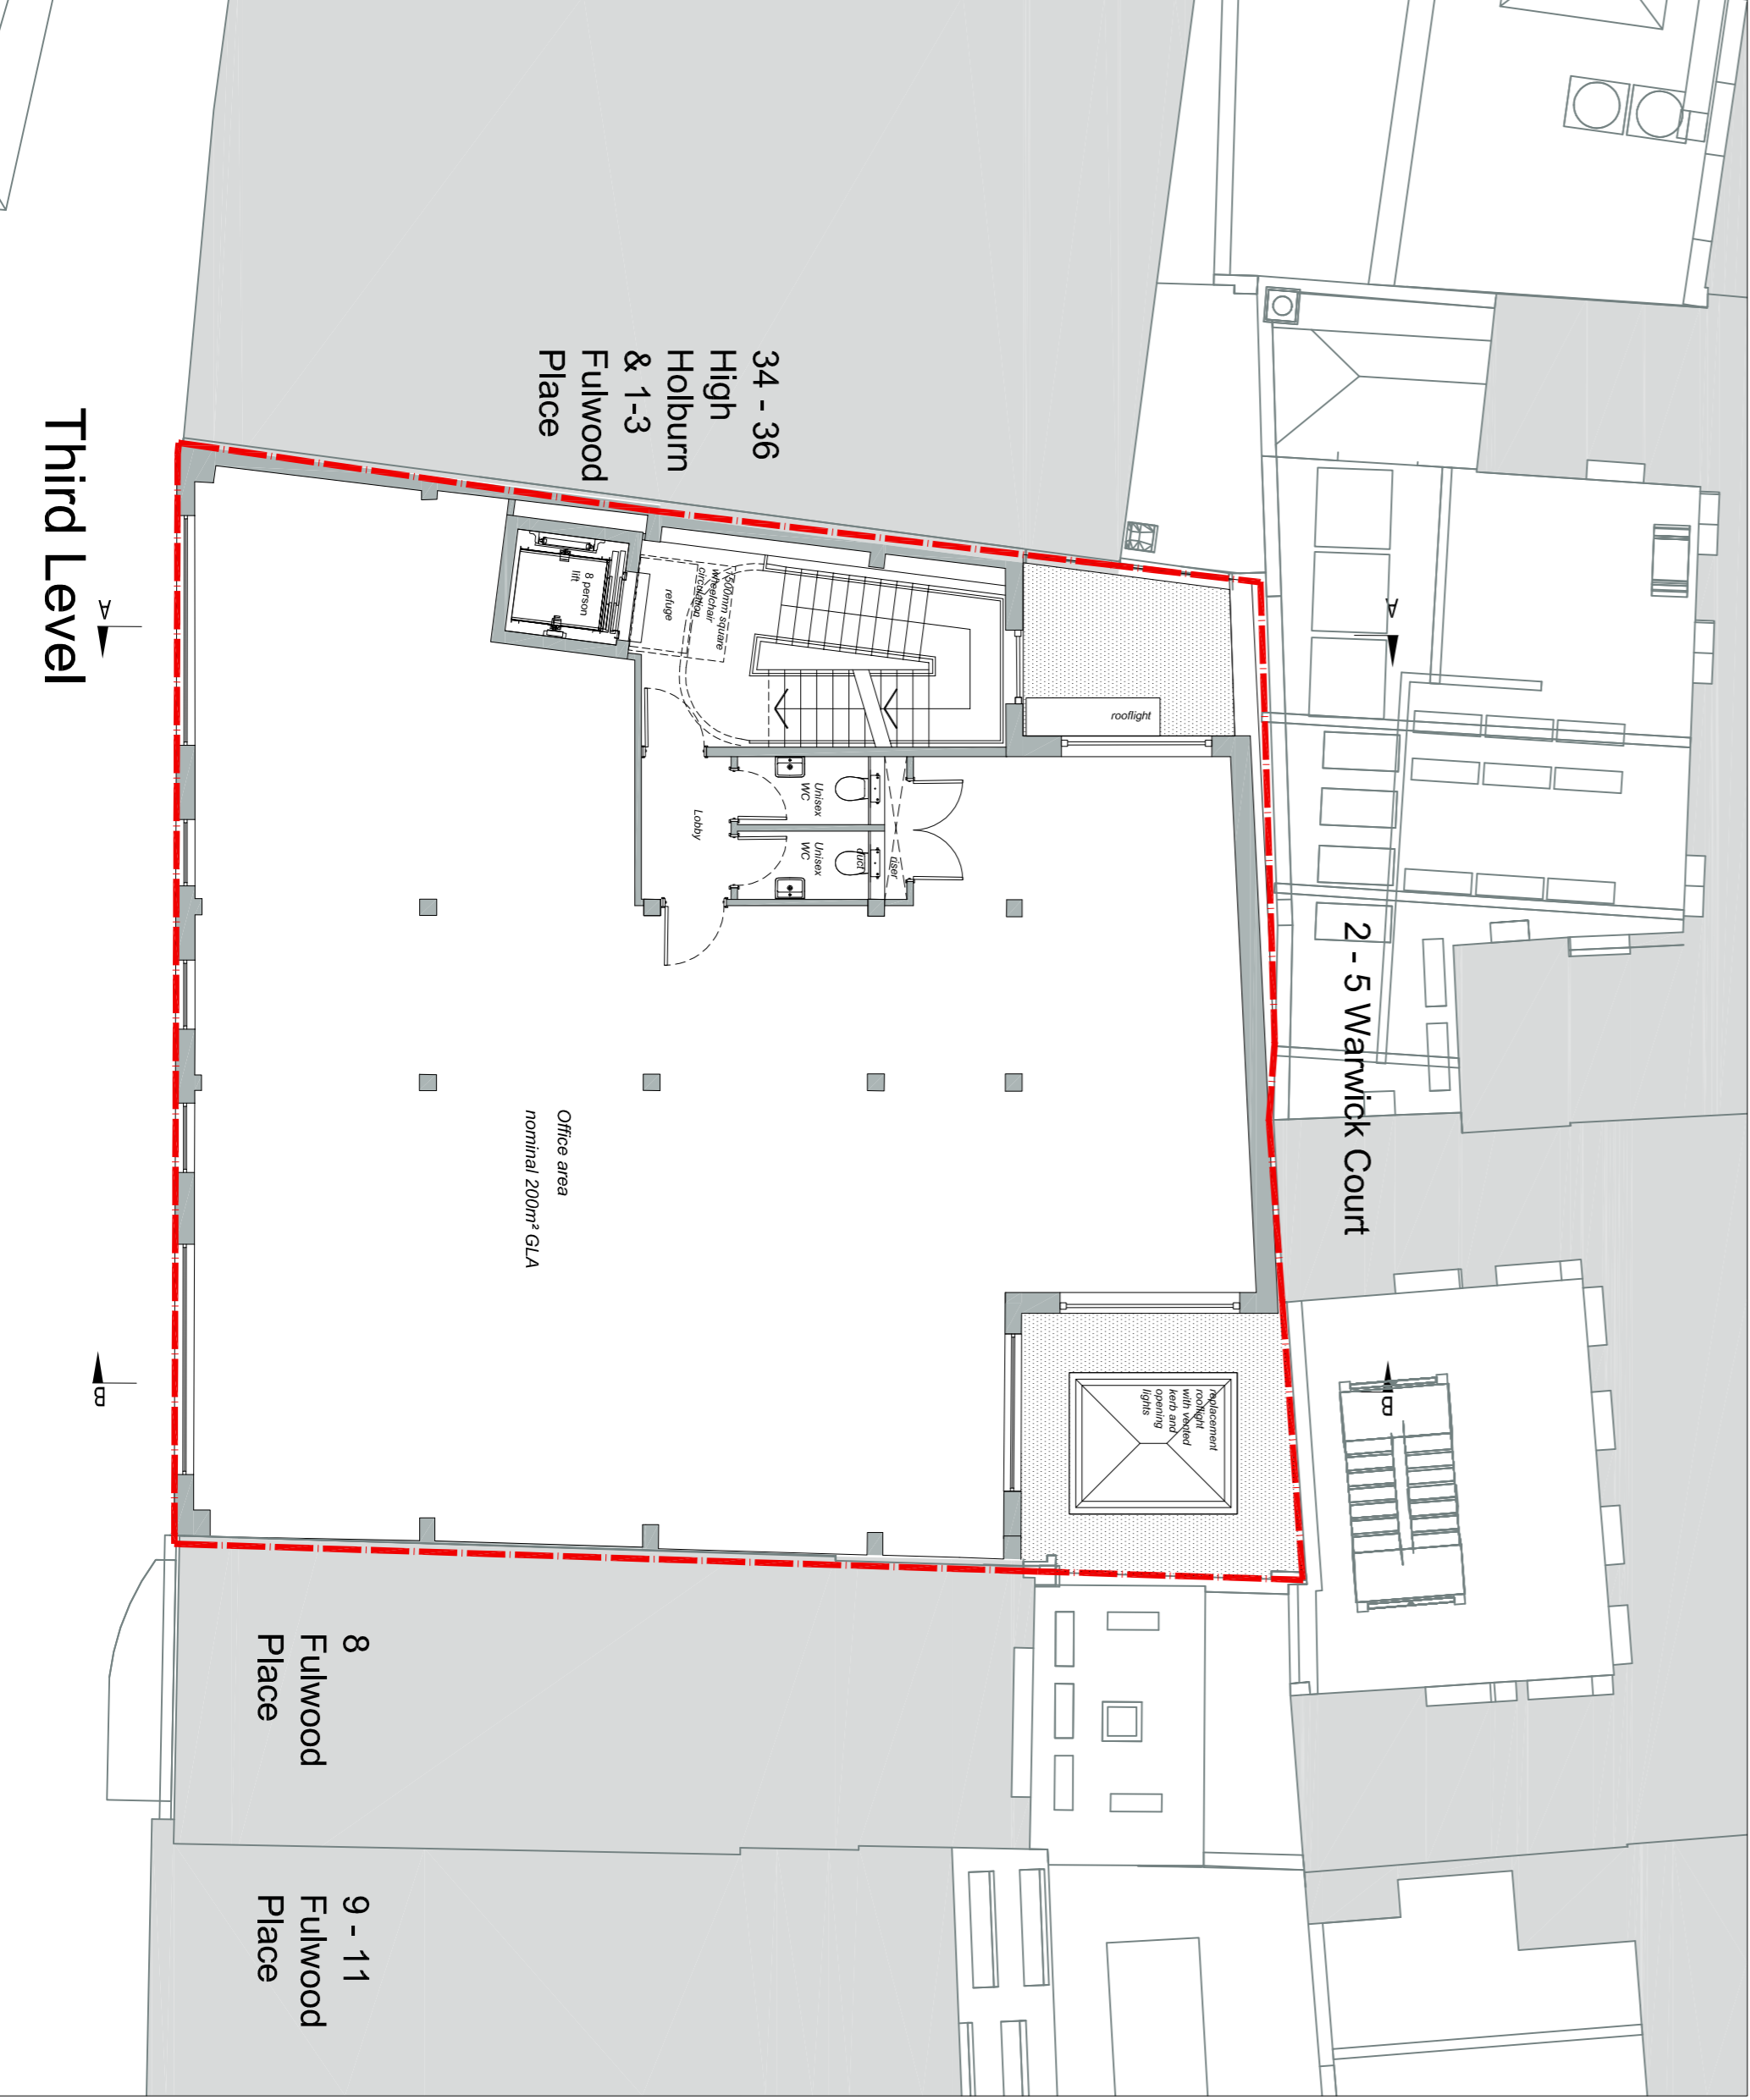 2 - 5 Warwick Court
A
B
rooflight
replacement
rooflight
with vented
kerb and
opening
lights
riser
duct
Unisex
WC
Unisex
WC
Lobby
1500mm square
wheelchair
circulation
refuge
8 person
lift
34 - 36
High
Holburn
& 1-3
Fulwood
Place
Office area
nominal 200m² GLA
8
Fulwood
Place
9 - 11
Fulwood
Place
A
B
Third Level